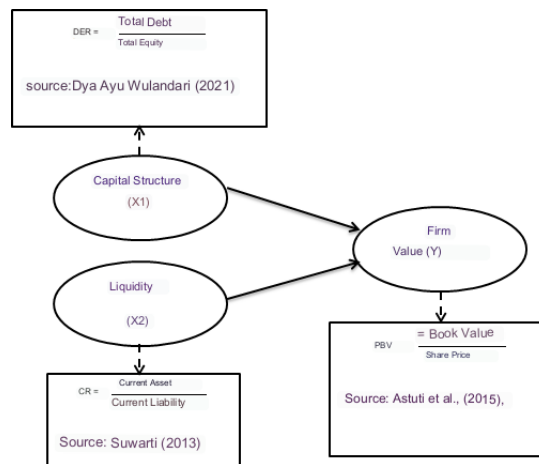 Total Debt
DER =
Total Equity
source:Dya Ayu Wulandari (2021)
Capital Structure
(X1)
Firm
Value (Y)
Liquidity
(X2)
= Book Value
PBV
Share Price
Source: Astuti et al., (2015),
Current Asset
CR =
Current Liability
Source: Suwarti (2013)